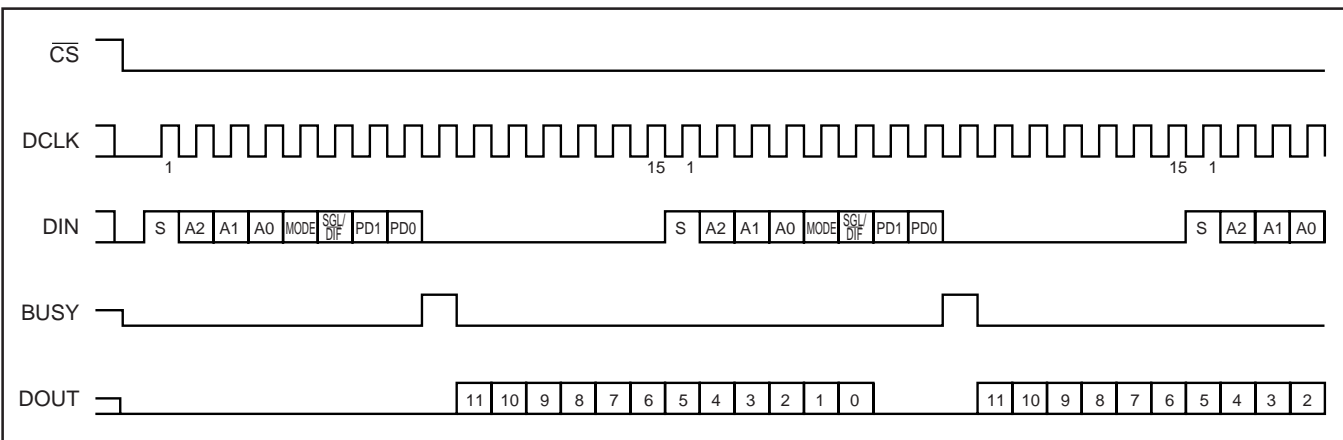 CS
DCLK
1 15 1 15 1
DIN
S A2 A1 A0 MODE SGL/DIF PD1 PD0 S A2 A1 A0 MODE SGL/DIF PD1 PD0 S A2 A1 A0
BUSY
DOUT
11 10 9 8 7 6 5 4 3 2 1 0 11 10 9 8 7 6 5 4 3 2